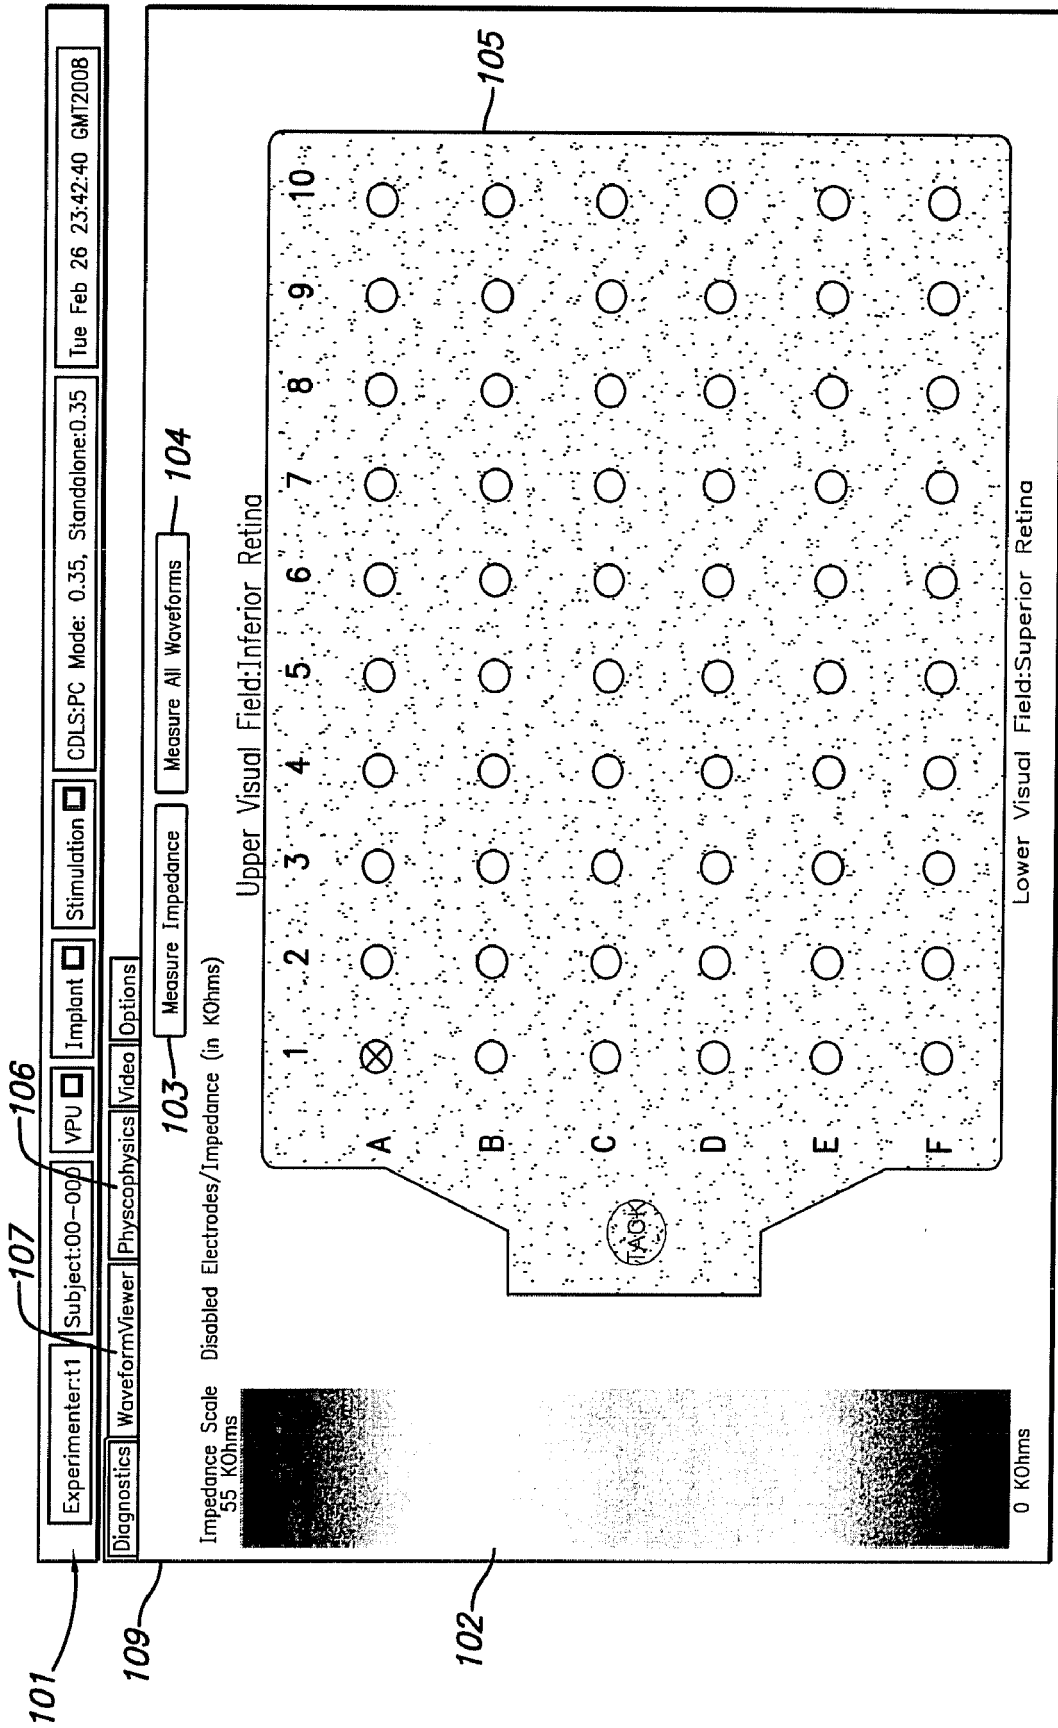 101
Experimenter:t1 Subject:00-000 VPU Implant Stimulation CDLS:PC Mode: 0.35, Standalone:0.35 Tue Feb 26 23:42:40 GMT2008
107
106
Diagnostics WaveformViewer Physcophysics Video Options
109
103 Measure Impedance Measure All Waveforms 104
Impedance Scale Disabled Electrodes/Impedance (in KOhms)
55 KOhms
Upper Visual Field:Inferior Retina
105
1 2 3 4 5 6 7 8 9 10
A
B
C
TACK
D
E
F
102
0 KOhms
Lower Visual Field:Superior Retina